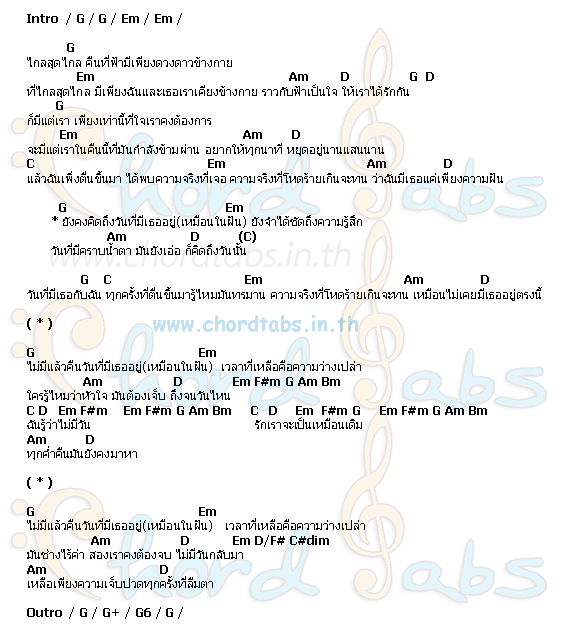 Intro / G / G / Em / Em /
G
ไกลสุดไกล คืนที่ฟ้ามีเพียงดวงดาวข้างกาย
Em Am D G D
ที่ไกลสุดไกล มีเพียงฉันและเธอเราเคียงข้างกาย ราวกับฟ้าเป็นใจ ให้เราได้รักกัน
G
ก็มีแต่เรา เพียงเท่านี้ที่ใจเราคงต้องการ
Em Am D
จะมีแต่เราในคืนนี้ที่มันกำลังข้ามผ่าน อยากให้ทุกนาที หยุดอยู่นานแสนนาน
C Em Am D
แล้วฉันเพิ่งตื่นขึ้นมา ได้พบความจริงที่เจอ ความจริงที่โหดร้ายเกินจะทน ว่าฉันมีเธอแค่เพียงความฝัน
G Em
* ยังคงคิดถึงวันที่มีเธออยู่(เหมือนในฝัน) ยังจำได้ชัดถึงความรู้สึก
Am D (C)
วันที่มีคราบน้ำตา มันยังเอ่อ ก็คิดถึงวันนั้น
www.chordtabs.in.th
G C Em Am D
วันที่มีเธอกับฉัน ทุกครั้งที่ตื่นขึ้นมารู้ไหมมันทรมาน ความจริงที่โหดร้ายเกินจะทน เหมือนไม่เคยมีเธออยู่ตรงนี้
( * )
www.chordtabs.in.th
G Em
ไม่มีแล้วคืนวันที่มีเธออยู่(เหมือนในฝัน) เวลาที่เหลือคือความว่างเปล่า
Am D Em F#m G Am Bm
ใครรู้ไหมว่าหัวใจ มันต้องเจ็บ ถึงจนวันไหน
C D Em F#m Em F#m G Am Bm C D Em F#m G Em F#m G Am Bm
ฉันรู้ว่าไม่มีวัน รักเราจะเป็นเหมือนเดิม
Am D
ทุกค่ำคืนมันยังคงมาหา
( * )
G Em
ไม่มีแล้วคืนวันที่มีเธออยู่(เหมือนในฝัน) เวลาที่เหลือคือความว่างเปล่า
Am D Em D/F# C#dim
มันช่างไร้ค่า สองเราคงต้องจบ ไม่มีวันกลับมา
Am D
เหลือเพียงความเจ็บปวดทุกครั้งที่ลืมตา
Outro / G / G+ / G6 / G /